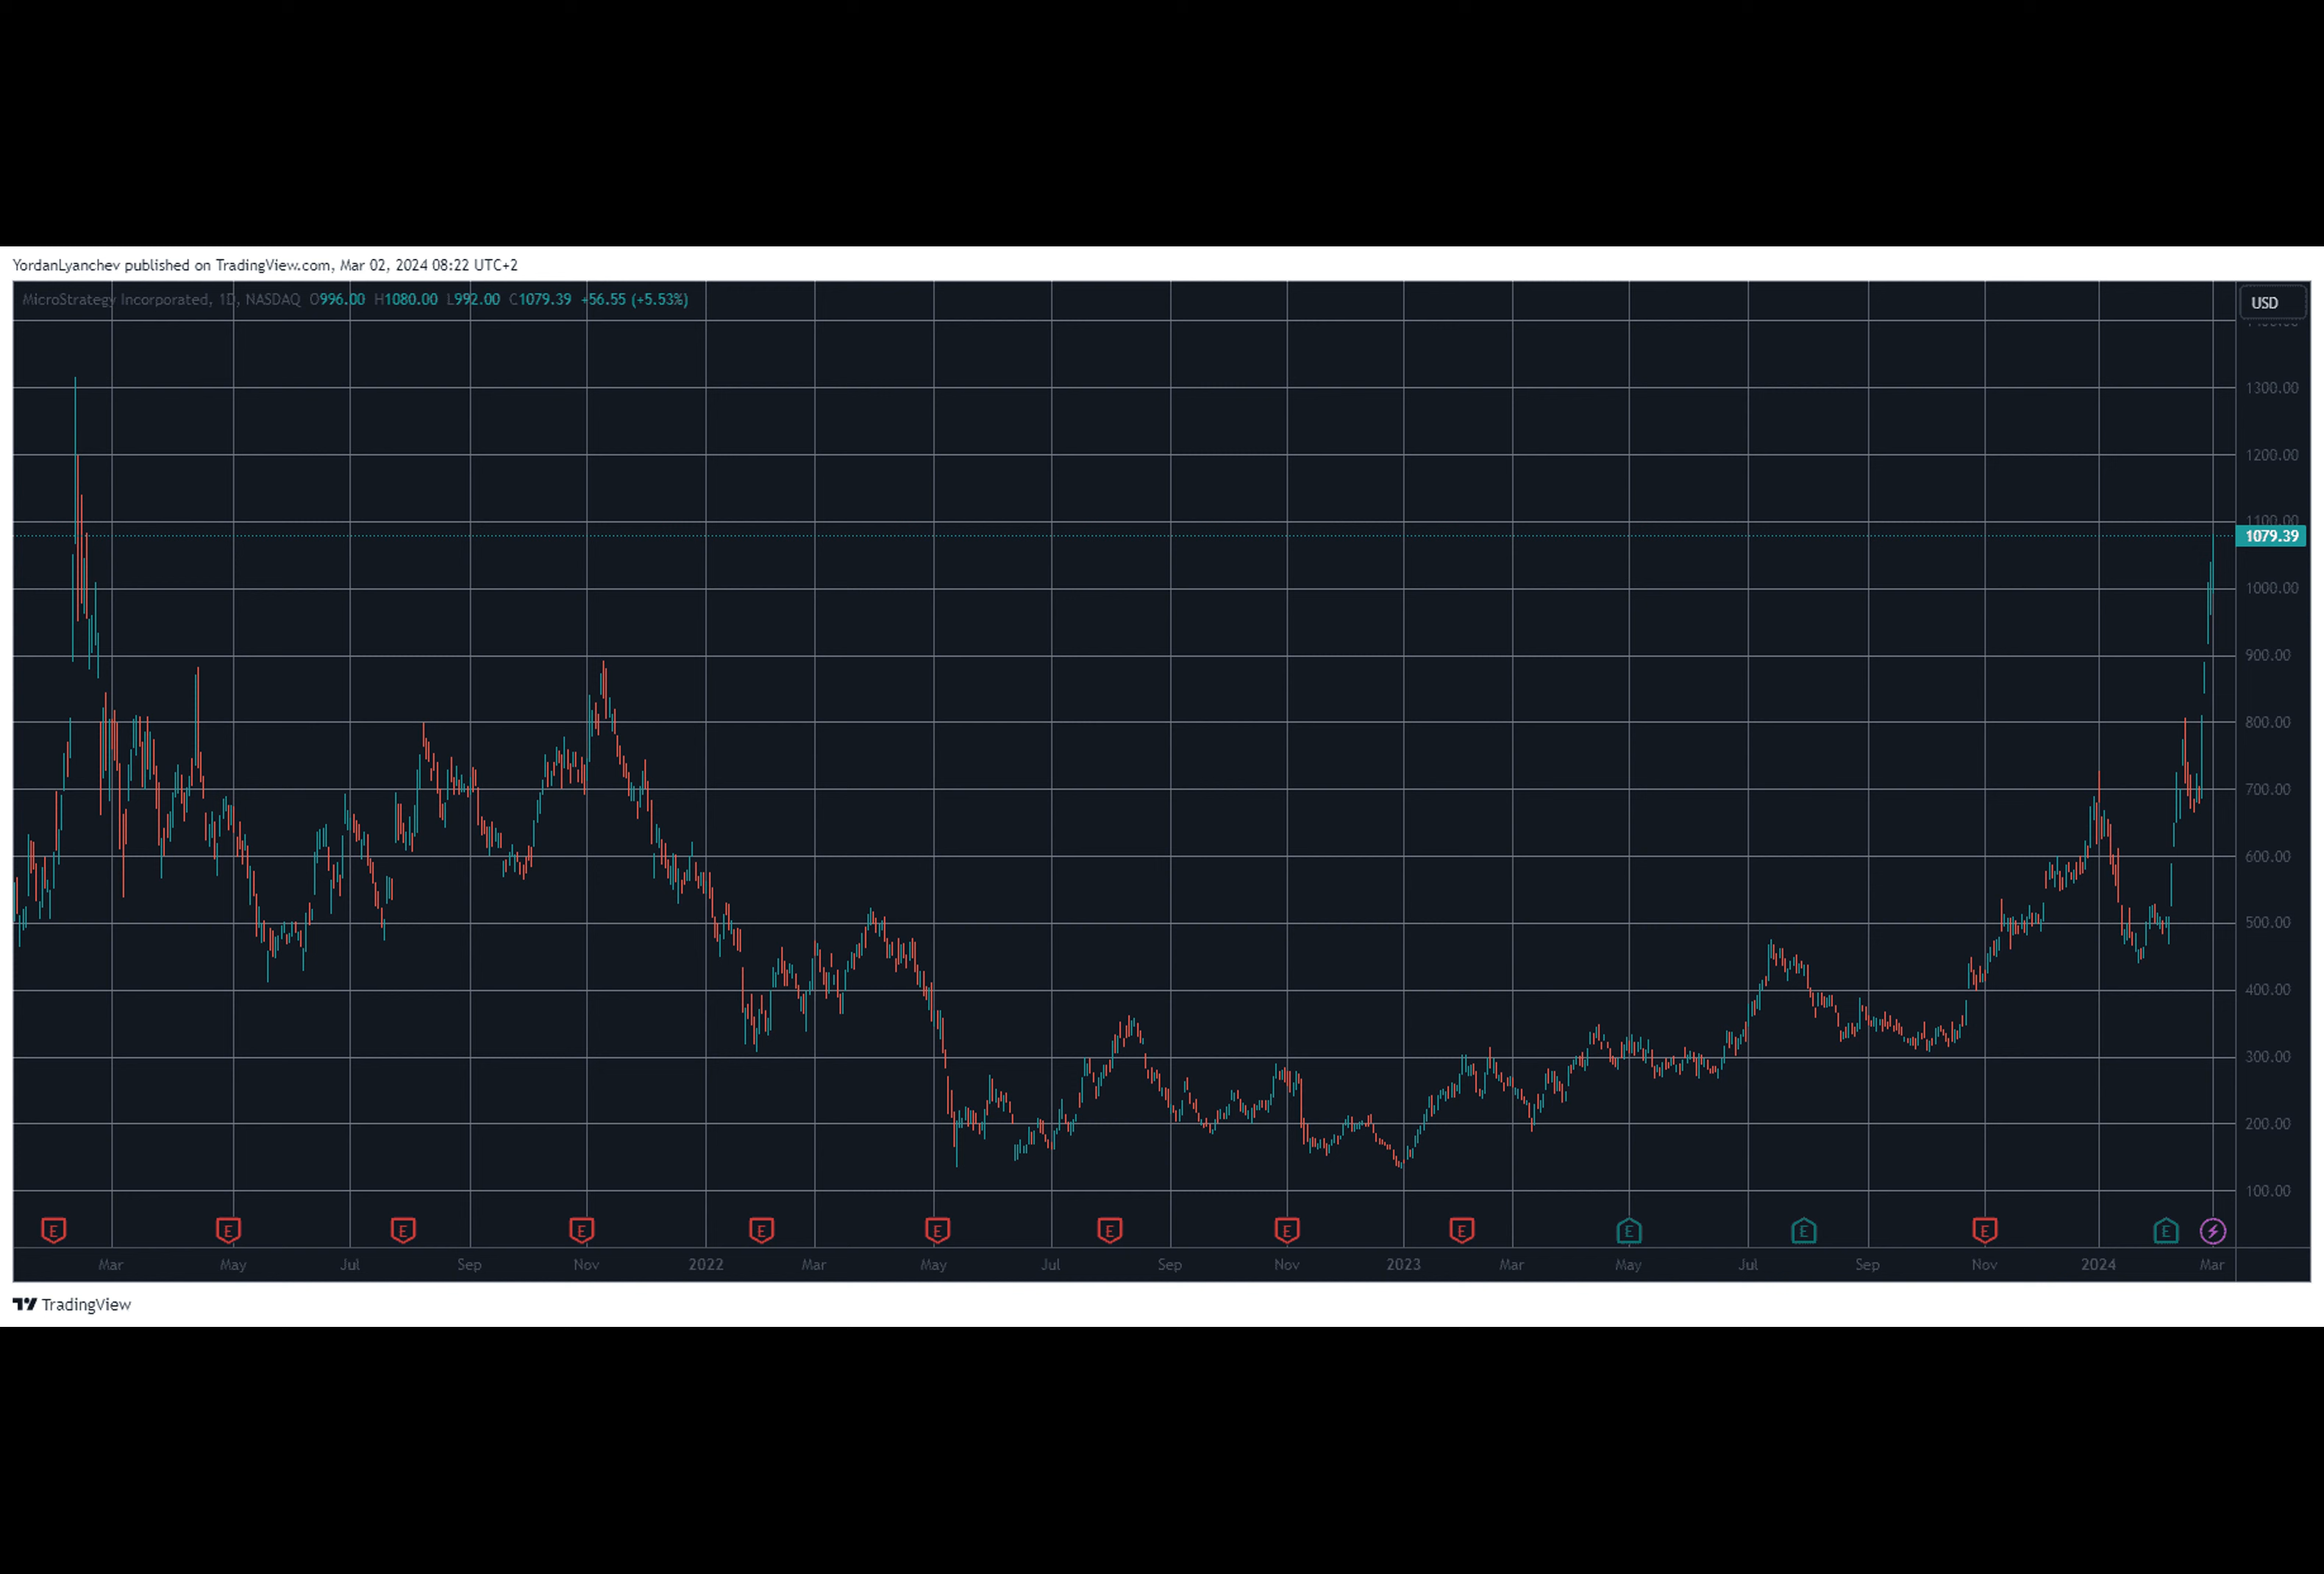 YordanLyanchev published on TradingView.com, Mar 02, 2024 08:22 UTC+2
MicroStrategy Incorporated, 1D, NASDAQ O996.00 H1080.00 L992.00 C1079.39 +56.55 (+5.53%)
USD
1300.00
1200.00
1100.00
1079.39
1000.00
900.00
800.00
700.00
600.00
500.00
400.00
300.00
200.00
100.00
E E E E E E E E E E E E E
Mar May Jul Sep Nov 2022 Mar May Jul Sep Nov 2023 Mar May Jul Sep Nov 2024 Mar
TradingView